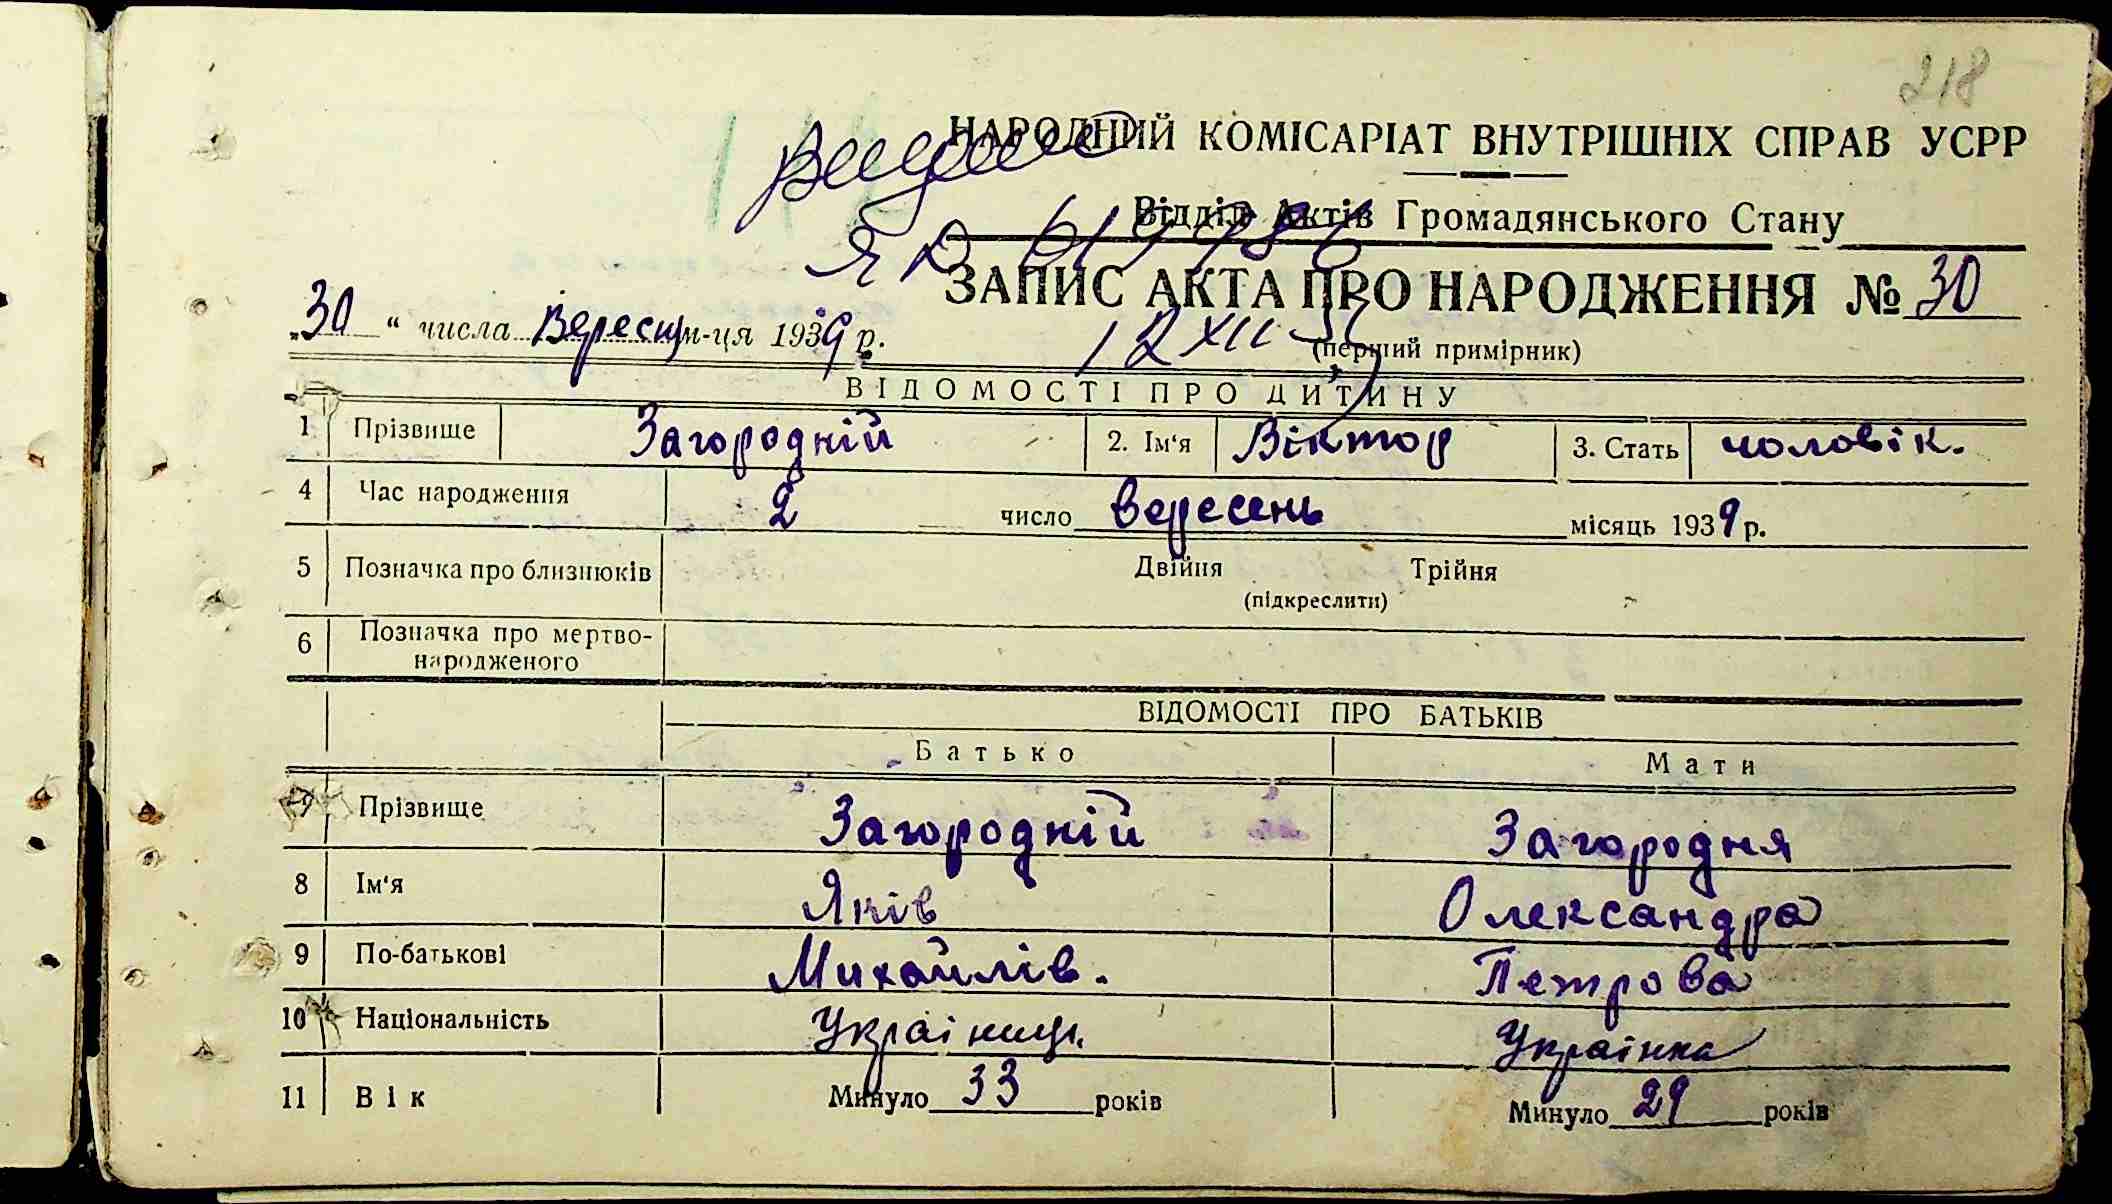 218
НАРОДНИЙ КОМІСАРІАТ ВНУТРІШНІХ СПРАВ УСРР
Відділ Актів Громадянського Стану
ЗАПИС АКТА ПРО НАРОДЖЕННЯ № 30
„30“ числа Вересня м-ця 1939 р.
(перший примірник)
ВІДОМОСТІ ПРО ДИТИНУ
1 Прізвище Загородній 2. Ім‘я Віктор 3. Стать чоловік.
4 Час народження 2 число вересень місяць 1939 р.
5 Позначка про близнюків Двійня Трійня
(підкреслити)
6 Позначка про мертво-
народженого
ВІДОМОСТІ ПРО БАТЬКІВ
Батько Мати
7 Прізвище Загородній Загородня
8 Ім‘я Яків Олександра
9 По-батькові Михайлів. Петрова
10 Національність Українець Українка
11 Вік Минуло 33 років Минуло 29 років